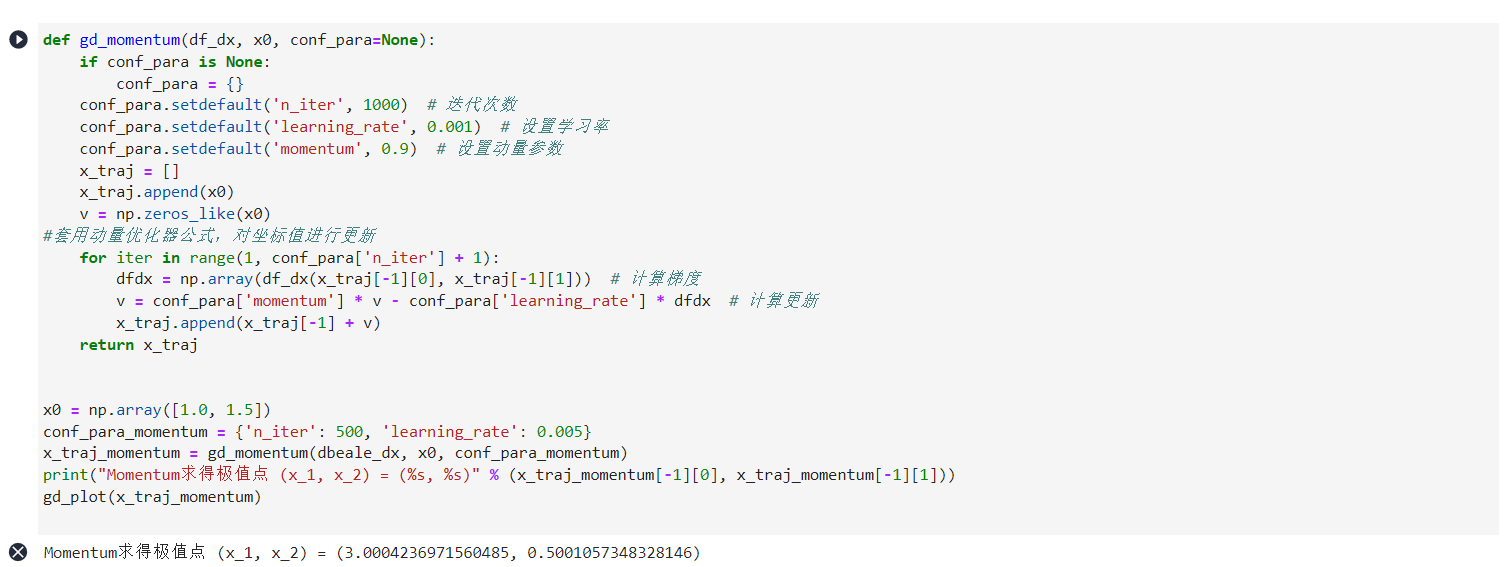 def gd_momentum(df_dx, x0, conf_para=None):
    if conf_para is None:
        conf_para = {}
    conf_para.setdefault('n_iter', 1000)  # 迭代次数
    conf_para.setdefault('learning_rate', 0.001)  # 设置学习率
    conf_para.setdefault('momentum', 0.9)  # 设置动量参数
    x_traj = []
    x_traj.append(x0)
    v = np.zeros_like(x0)
#套用动量优化器公式，对坐标值进行更新
    for iter in range(1, conf_para['n_iter'] + 1):
        dfdx = np.array(df_dx(x_traj[-1][0], x_traj[-1][1]))  # 计算梯度
        v = conf_para['momentum'] * v - conf_para['learning_rate'] * dfdx  # 计算更新
        x_traj.append(x_traj[-1] + v)
    return x_traj
x0 = np.array([1.0, 1.5])
conf_para_momentum = {'n_iter': 500, 'learning_rate': 0.005}
x_traj_momentum = gd_momentum(dbeale_dx, x0, conf_para_momentum)
print("Momentum求得极值点 (x_1, x_2) = (%s, %s)" % (x_traj_momentum[-1][0], x_traj_momentum[-1][1]))
gd_plot(x_traj_momentum)
Momentum求得极值点 (x_1, x_2) = (3.0004236971560485, 0.5001057348328146)